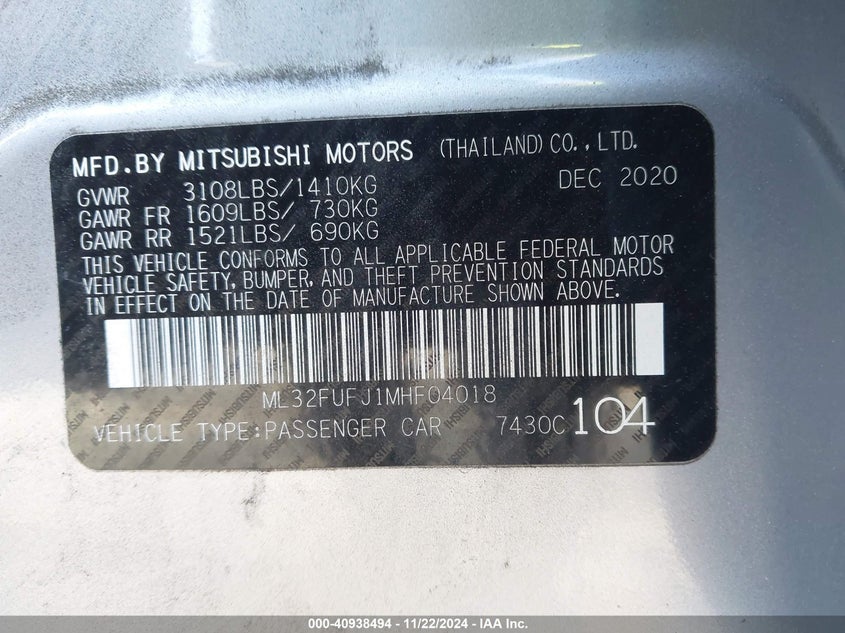 MFD.BY MITSUBISHI MOTORS (THAILAND) CO., LTD.
GVWR 3108LBS/1410KG DEC 2020
GAWR FR 1609LBS/ 730KG
GAWR RR 1521LBS/ 690KG
THIS VEHICLE CONFORMS TO ALL APPLICABLE FEDERAL MOTOR
VEHICLE SAFETY, BUMPER, AND THEFT PREVENTION STANDARDS
IN EFFECT ON THE DATE OF MANUFACTURE SHOWN ABOVE.
ML32FUFJ1MHF04018
VEHICLE TYPE:PASSENGER CAR 7430C 104
000-40938494 - 11/22/2024 - IAA Inc.